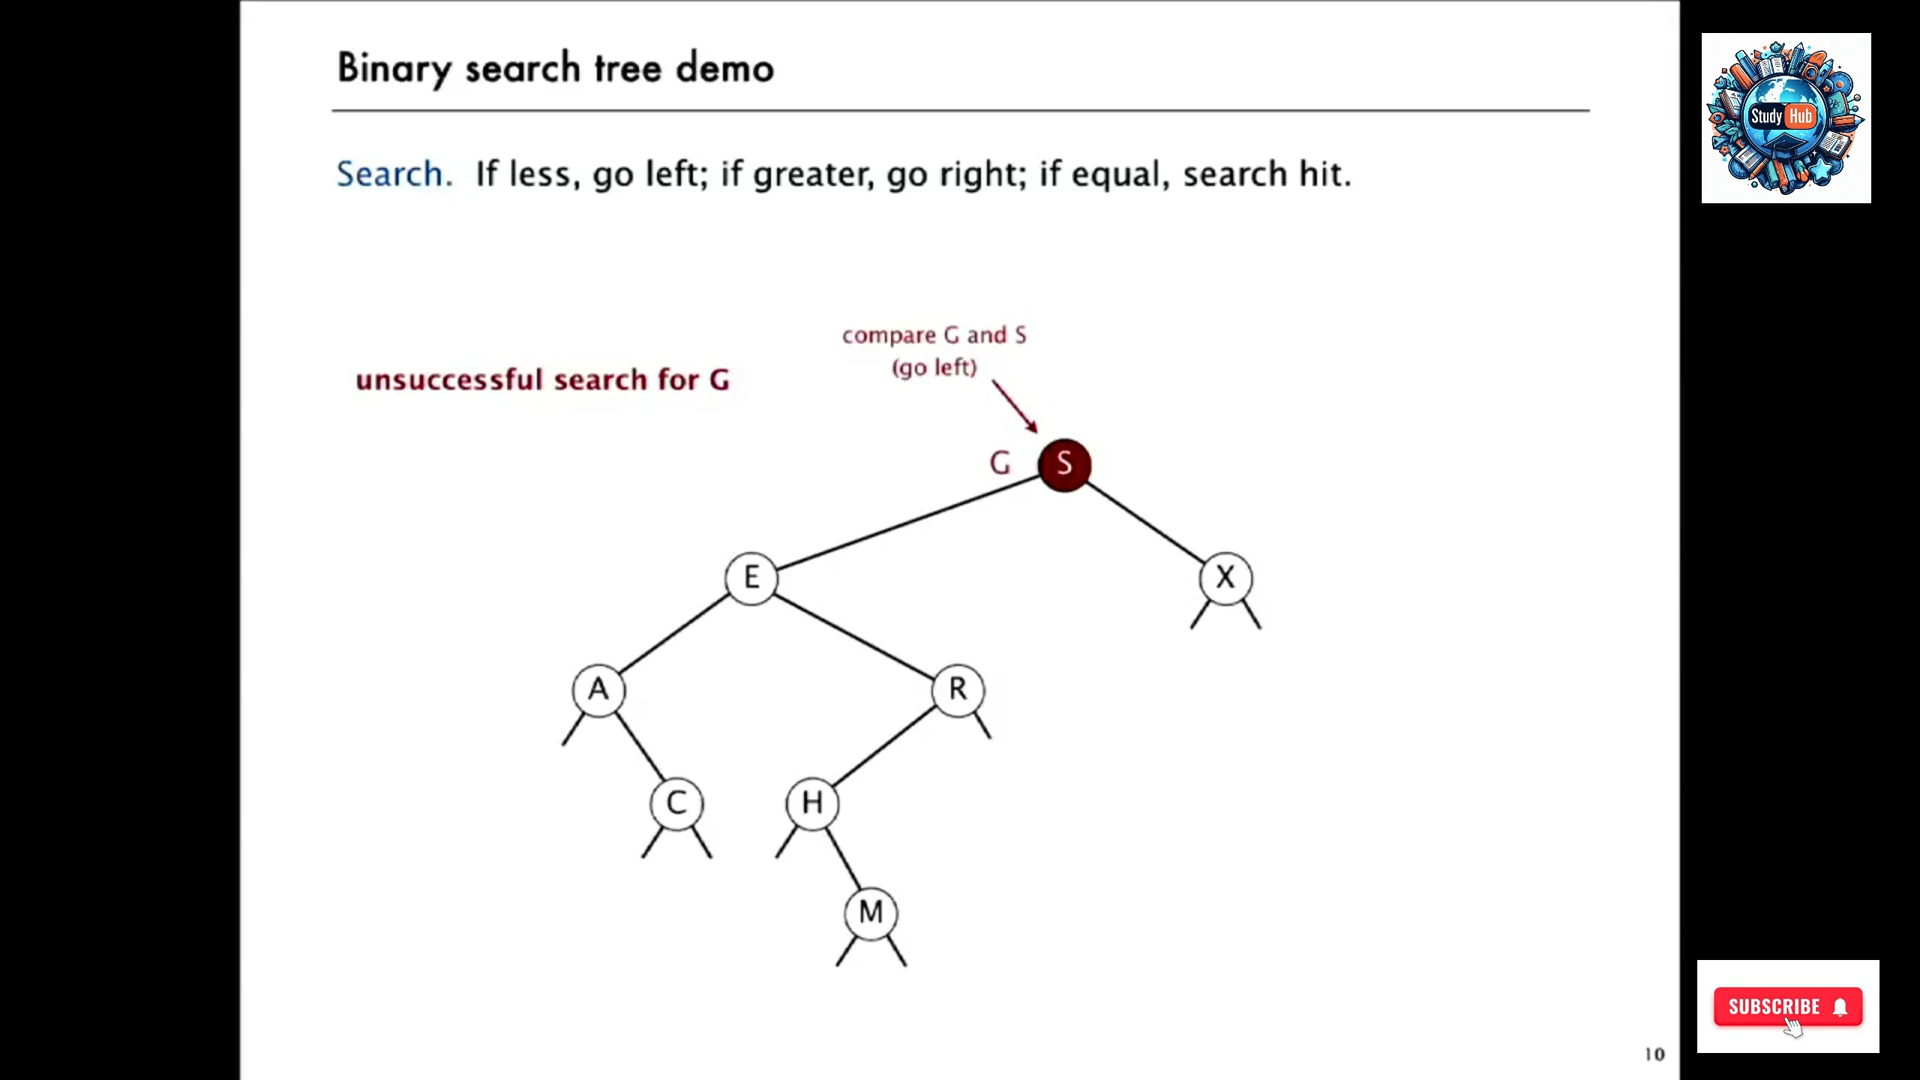 Binary search tree demo
Study Hub
Search. If less, go left; if greater, go right; if equal, search hit.
compare G and S
(go left)
unsuccessful search for G
G S
E X
A R
C H
M
SUBSCRIBE
10